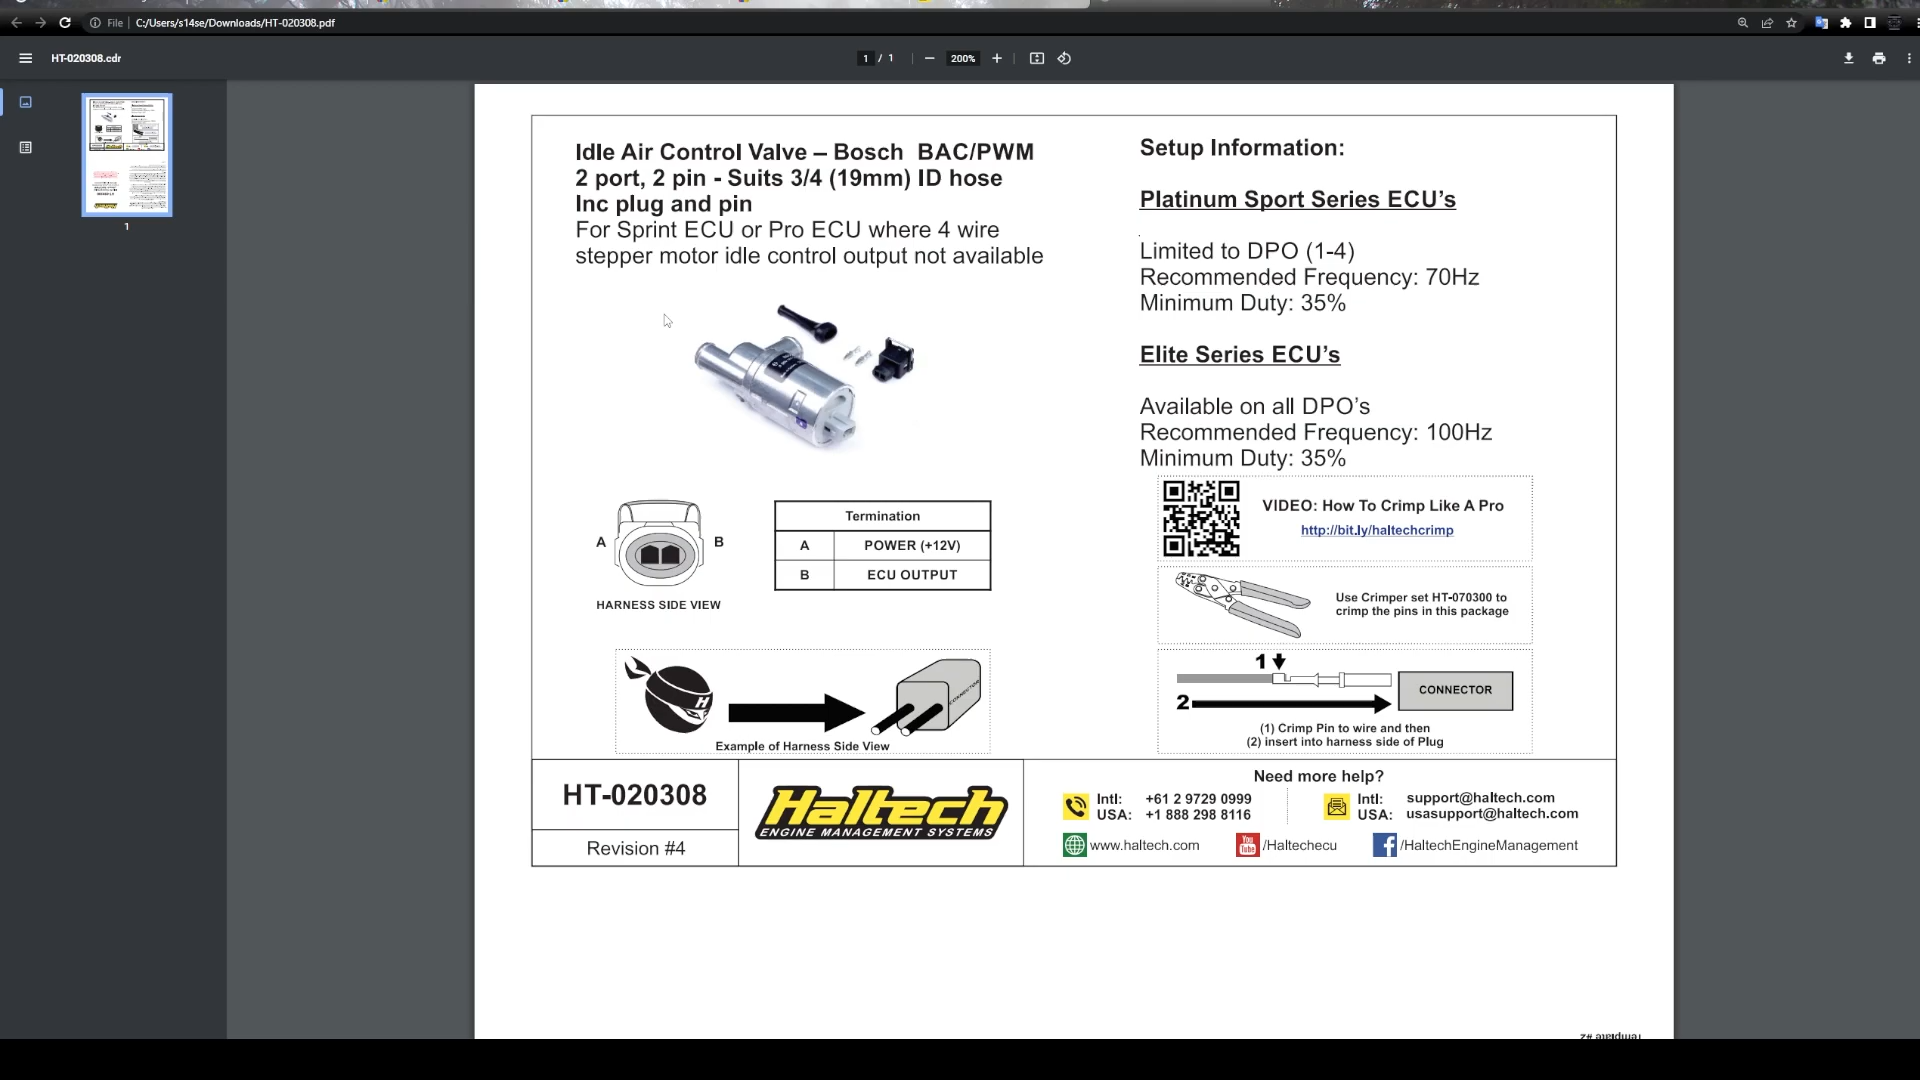 File
C:/Users/s14se/Downloads/HT-020308.pdf
HT-020308.cdr
1 / 1
200%
1
Idle Air Control Valve – Bosch BAC/PWM
2 port, 2 pin - Suits 3/4 (19mm) ID hose
Inc plug and pin
For Sprint ECU or Pro ECU where 4 wire
stepper motor idle control output not available
A
B
HARNESS SIDE VIEW
Termination
A POWER (+12V)
B ECU OUTPUT
H
CONNECTOR
Example of Harness Side View
Setup Information:
Platinum Sport Series ECU's
Limited to DPO (1-4)
Recommended Frequency: 70Hz
Minimum Duty: 35%
Elite Series ECU's
Available on all DPO's
Recommended Frequency: 100Hz
Minimum Duty: 35%
VIDEO: How To Crimp Like A Pro
http://bit.ly/haltechcrimp
Use Crimper set HT-070300 to
crimp the pins in this package
1
2
CONNECTOR
(1) Crimp Pin to wire and then
(2) insert into harness side of Plug
HT-020308
Revision #4
Haltech
ENGINE MANAGEMENT SYSTEMS
Need more help?
Intl: +61 2 9729 0999
USA: +1 888 298 8116
Intl: support@haltech.com
USA: usasupport@haltech.com
www.haltech.com
You Tube
/Haltechecu
/HaltechEngineManagement